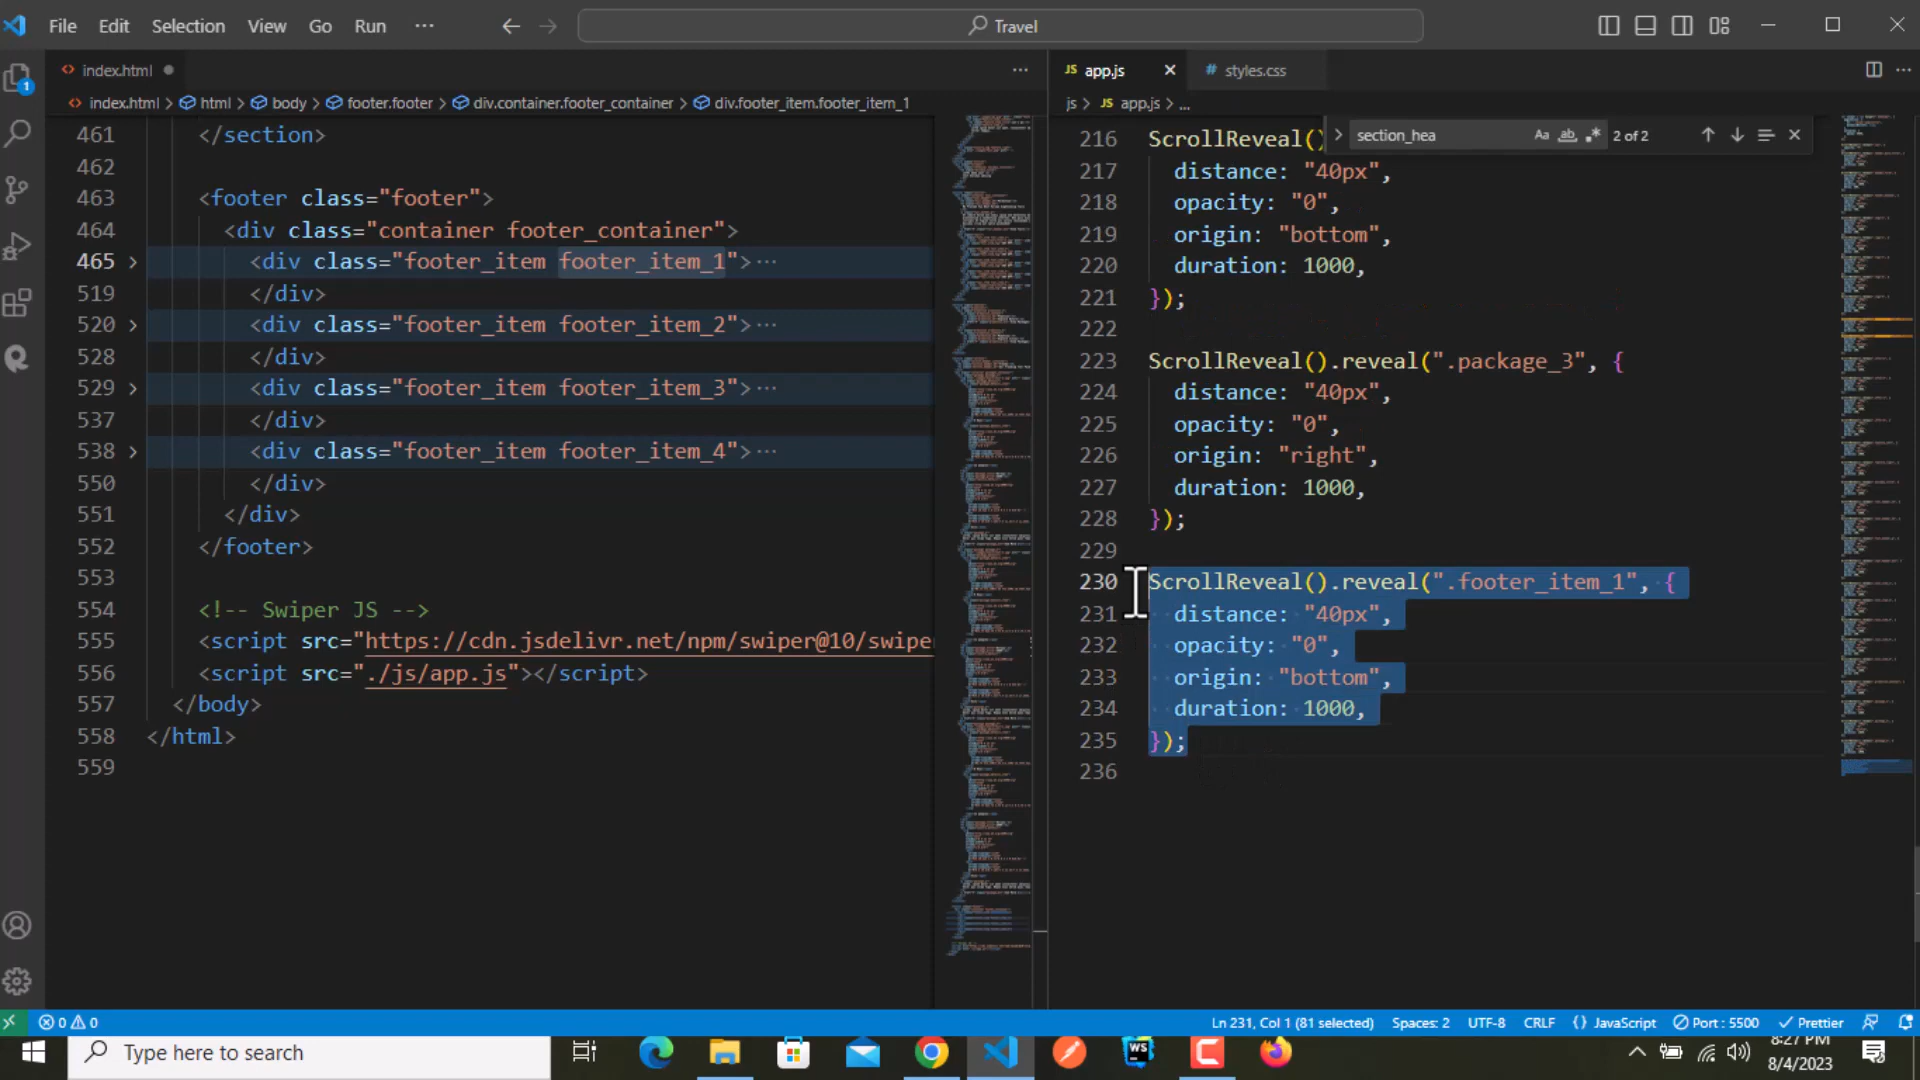 File Edit Selection View Go Run ··· Travel
index.html
app.js
styles.css
index.html > html > body > footer.footer > div.container.footer_container > div.footer_item.footer_item_1
js > app.js > ...
section_hea
2 of 2
461 </section>
462
463 <footer class="footer">
464 <div class="container footer_container">
465 <div class="footer_item footer_item_1">···
519 </div>
520 <div class="footer_item footer_item_2">···
528 </div>
529 <div class="footer_item footer_item_3">···
537 </div>
538 <div class="footer_item footer_item_4">···
550 </div>
551 </div>
552 </footer>
553
554 <!-- Swiper JS -->
555 <script src="https://cdn.jsdelivr.net/npm/swiper@10/swiper
556 <script src="./js/app.js"></script>
557 </body>
558 </html>
559
216 ScrollReveal()
217 distance: "40px",
218 opacity: "0",
219 origin: "bottom",
220 duration: 1000,
221 });
222
223 ScrollReveal().reveal(".package_3", {
224 distance: "40px",
225 opacity: "0",
226 origin: "right",
227 duration: 1000,
228 });
229
230 ScrollReveal().reveal(".footer_item_1", {
231 distance: "40px",
232 opacity: "0",
233 origin: "bottom",
234 duration: 1000,
235 });
236
0 0 Ln 231, Col 1 (81 selected) Spaces: 2 UTF-8 CRLF {} JavaScript Port : 5500 Prettier
Type here to search
8:27 PM
8/4/2023